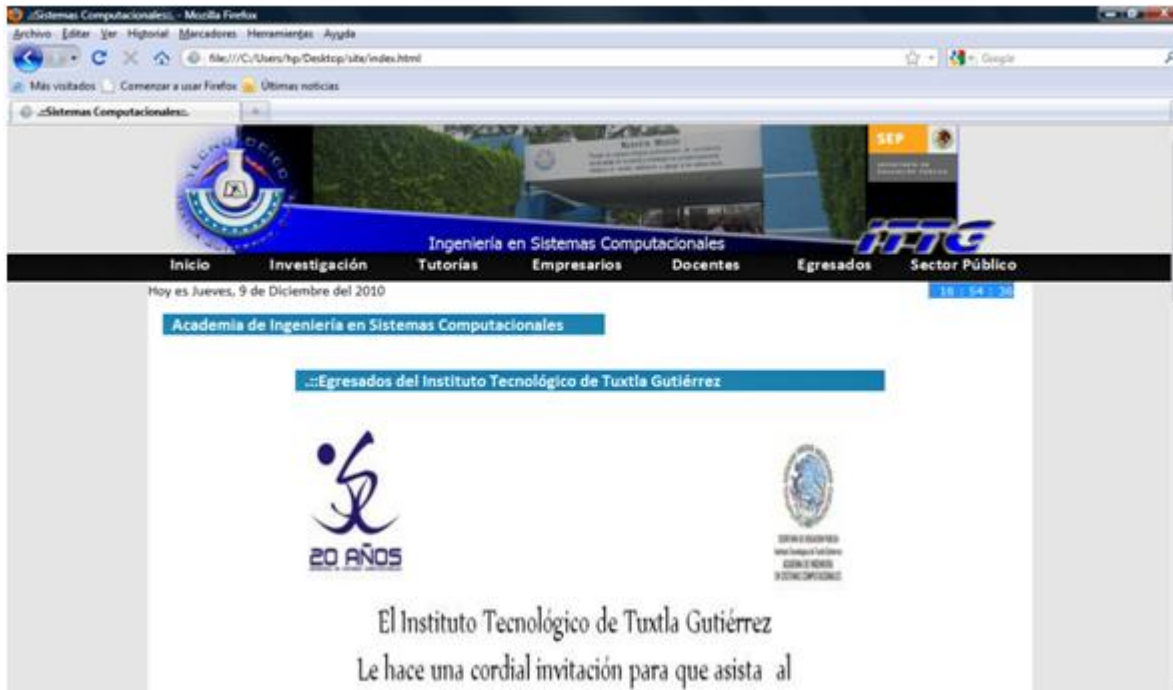 .:Sistemas Computacionales:. - Mozilla Firefox
Archivo Editar Ver Historial Marcadores Herramientas Ayuda
file:///C:/Users/hp/Desktop/site/index.html
Google
Más visitados Comenzar a usar Firefox Últimas noticias
.:Sistemas Computacionales:.
SEP
Ingeniería en Sistemas Computacionales
ITTG
Inicio Investigación Tutorías Empresarios Docentes Egresados Sector Público
Hoy es Jueves, 9 de Diciembre del 2010
16 : 54 : 36
Academia de Ingeniería en Sistemas Computacionales
.::Egresados del Instituto Tecnológico de Tuxtla Gutiérrez
20 AÑOS
El Instituto Tecnológico de Tuxtla Gutiérrez
Le hace una cordial invitación para que asista al